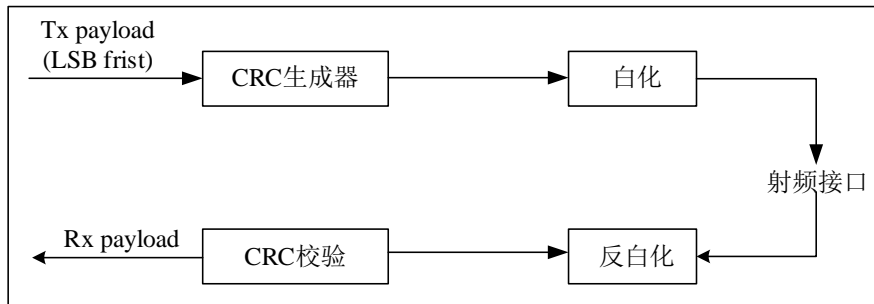 Tx payload
(LSB frist)
CRC生成器
白化
射频接口
Rx payload
CRC校验
反白化